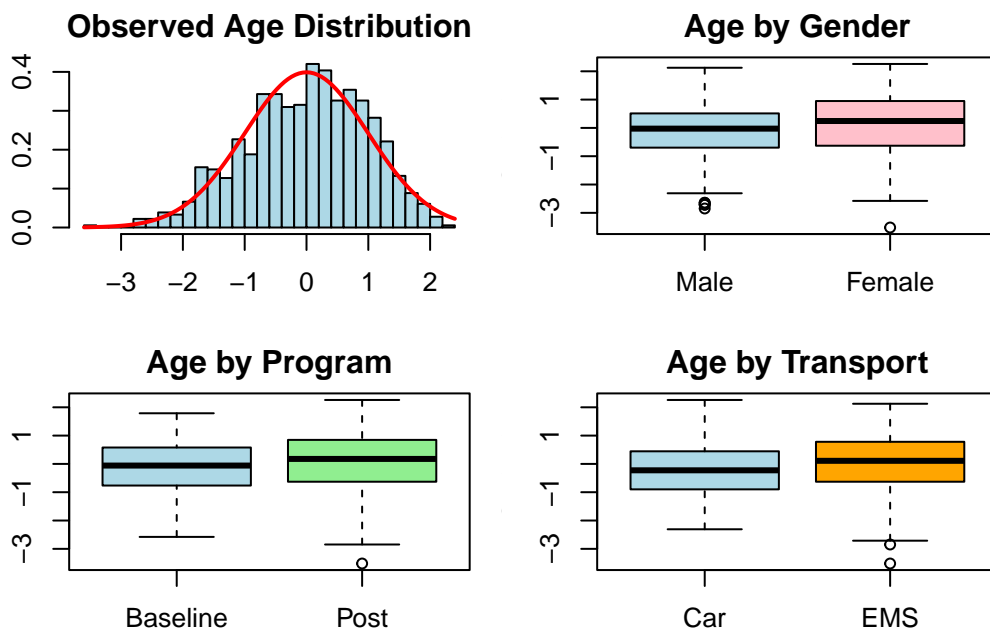 Observed Age Distribution
0.4
0.2
0.0
−3 −2 −1 0 1 2
Age by Gender
1
−1
−3
Male Female
Age by Program
1
−1
−3
Baseline Post
Age by Transport
1
−1
−3
Car EMS